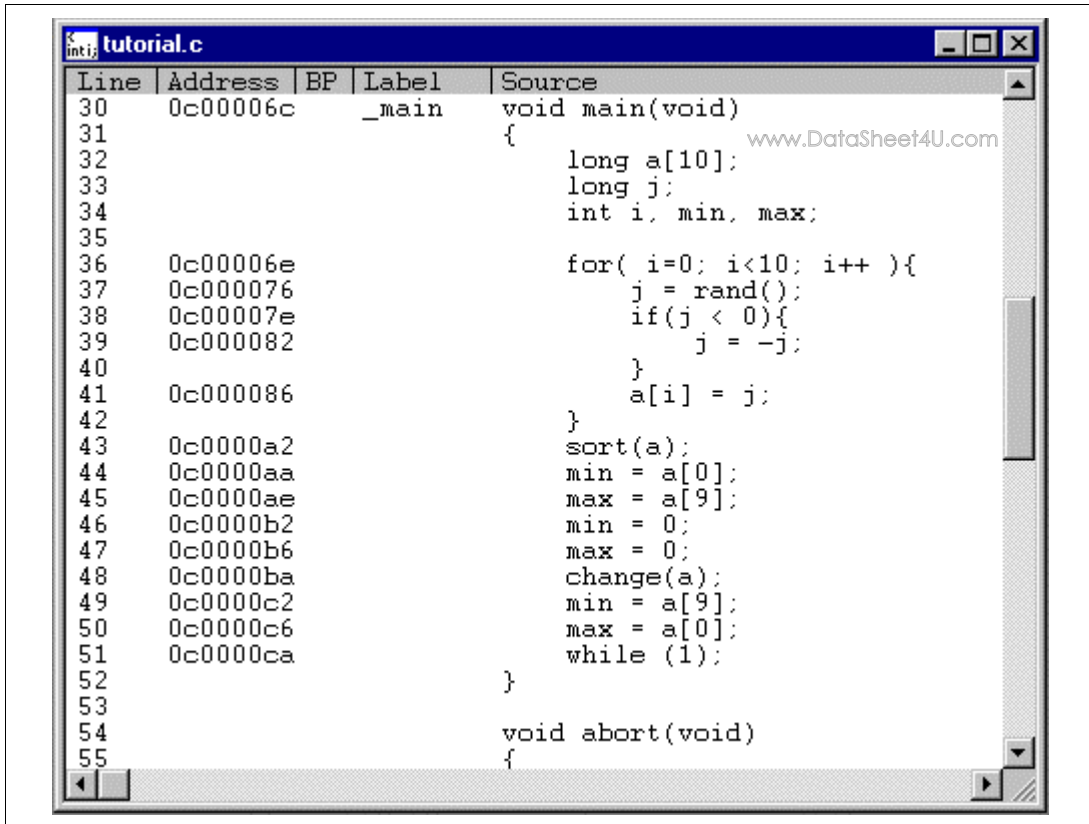 tutorial.c
Line Address BP Label Source
30 0c00006c _main void main(void)
31 {
www.DataSheet4U.com
32 long a[10];
33 long j;
34 int i, min, max;
35
36 0c00006e for( i=0; i<10; i++ ){
37 0c000076 j = rand();
38 0c00007e if(j < 0){
39 0c000082 j = -j;
40 }
41 0c000086 a[i] = j;
42 }
43 0c0000a2 sort(a);
44 0c0000aa min = a[0];
45 0c0000ae max = a[9];
46 0c0000b2 min = 0;
47 0c0000b6 max = 0;
48 0c0000ba change(a);
49 0c0000c2 min = a[9];
50 0c0000c6 max = a[0];
51 0c0000ca while (1);
52 }
53
54 void abort(void)
55 {